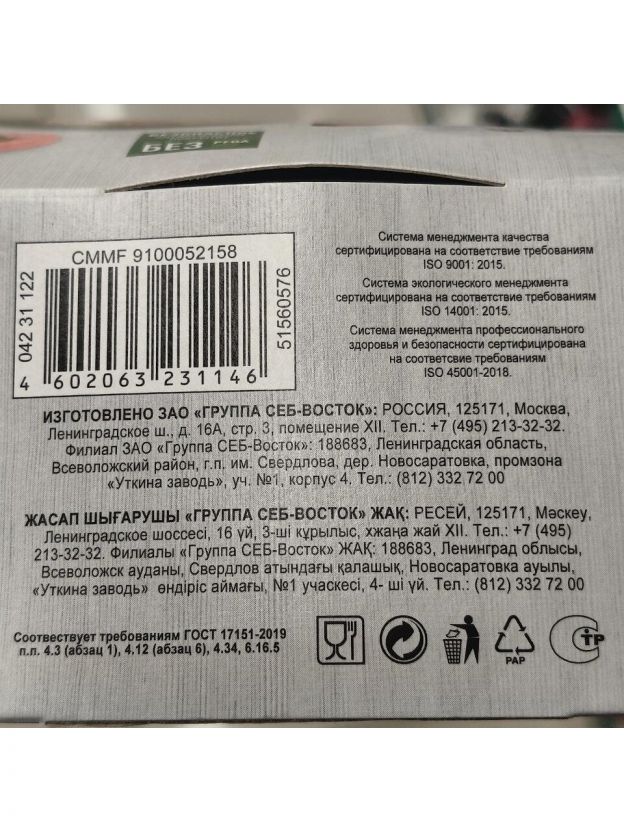 БЕЗ PFOA
CMMF 9100052158
04 042 31 122
51560576
4 602063 231146
Система менеджмента качества
сертифицирована на соответствие требованиям
ISO 9001: 2015.
Система экологического менеджмента
сертифицирована на соответствие требованиям
ISO 14001: 2015.
Система менеджмента профессионального
здоровья и безопасности сертифицирована
на соответсвие требованиям
ISO 45001-2018.
ИЗГОТОВЛЕНО ЗАО «ГРУППА СЕБ-ВОСТОК»: РОССИЯ, 125171, Москва,
Ленинградское ш., д. 16А, стр. 3, помещение XII. Тел.: +7 (495) 213-32-32.
Филиал ЗАО «Группа СЕБ-Восток»: 188683, Ленинградская область,
Всеволожский район, г.п. им. Свердлова, дер. Новосаратовка, промзона
«Уткина заводь», уч. №1, корпус 4. Тел.: (812) 332 72 00
ЖАСАП ШЫҒАРУШЫ «ГРУППА СЕБ-ВОСТОК» ЖАҚ: РЕСЕЙ, 125171, Мәскеу,
Ленинградское шоссесі, 16 үй, 3-ші құрылыс, хжаңа жай XII. Тел.: +7 (495)
213-32-32. Филиалы «Группа СЕБ-Восток» ЖАҚ: 188683, Ленинград облысы,
Всеволожск ауданы, Свердлов атындағы қалашық, Новосаратовка ауылы,
«Уткина заводь» өндіріс аймағы, №1 учаскесі, 4- ші үй. Тел.: (812) 332 72 00
Соотвествует требованиям ГОСТ 17151-2019
п.п. 4.3 (абзац 1), 4.12 (абзац 6), 4.34, 6.16.5
PAP
СТР